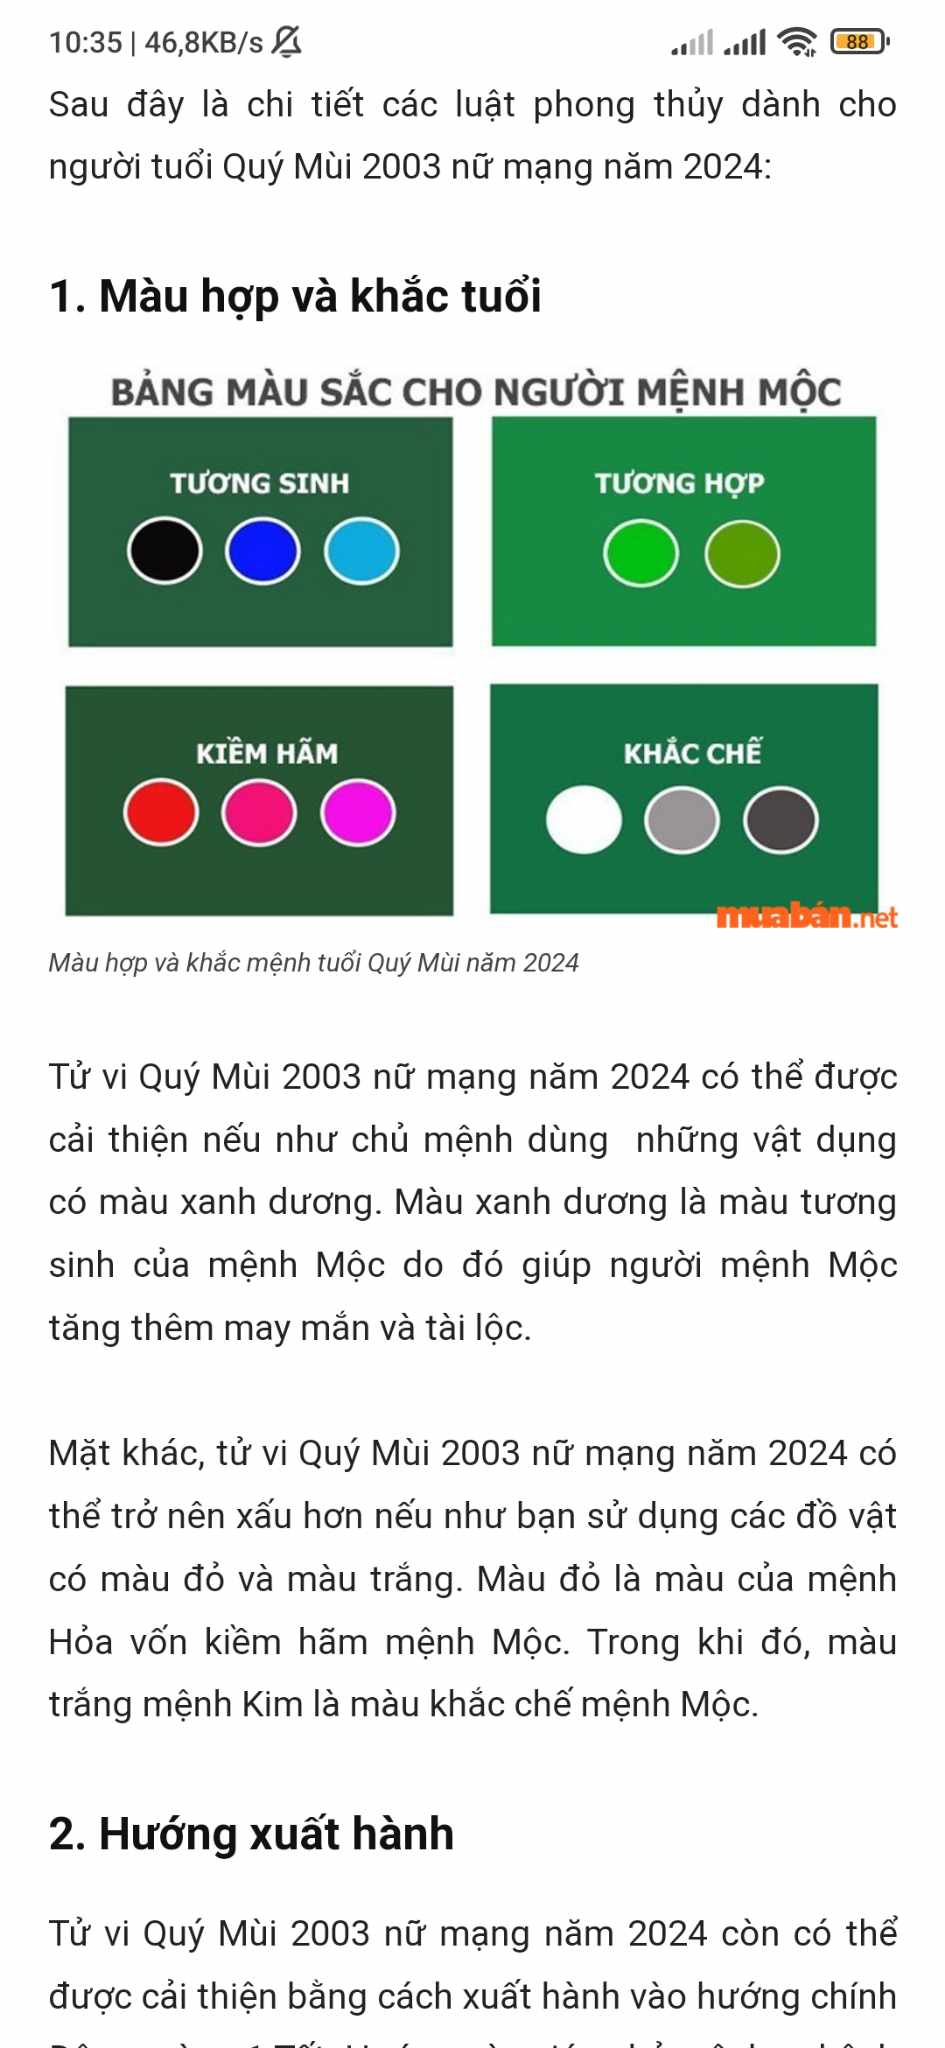 10:35 | 46,8KB/s
88
Sau đây là chi tiết các luật phong thủy dành cho
người tuổi Quý Mùi 2003 nữ mạng năm 2024:
1. Màu hợp và khắc tuổi
BẢNG MÀU SẮC CHO NGƯỜI MỆNH MỘC
TƯƠNG SINH
TƯƠNG HỢP
KIỀM HÃM
KHẮC CHẾ
muabán.net
Màu hợp và khắc mệnh tuổi Quý Mùi năm 2024
Tử vi Quý Mùi 2003 nữ mạng năm 2024 có thể được
cải thiện nếu như chủ mệnh dùng những vật dụng
có màu xanh dương. Màu xanh dương là màu tương
sinh của mệnh Mộc do đó giúp người mệnh Mộc
tăng thêm may mắn và tài lộc.
Mặt khác, tử vi Quý Mùi 2003 nữ mạng năm 2024 có
thể trở nên xấu hơn nếu như bạn sử dụng các đồ vật
có màu đỏ và màu trắng. Màu đỏ là màu của mệnh
Hỏa vốn kiềm hãm mệnh Mộc. Trong khi đó, màu
trắng mệnh Kim là màu khắc chế mệnh Mộc.
2. Hướng xuất hành
Tử vi Quý Mùi 2003 nữ mạng năm 2024 còn có thể
được cải thiện bằng cách xuất hành vào hướng chính